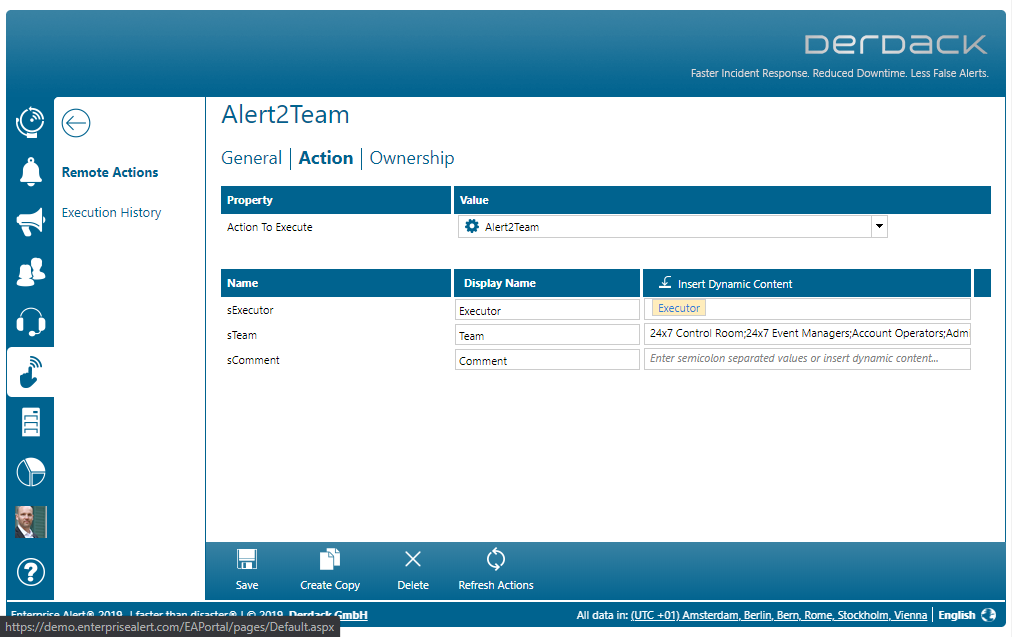 DERDACK
Faster Incident Response. Reduced Downtime. Less False Alerts.
Alert2Team
General | Action | Ownership
Remote Actions
Execution History
Property Value
Action To Execute Alert2Team
Name Display Name Insert Dynamic Content
sExecutor Executor Executor
sTeam Team 24x7 Control Room;24x7 Event Managers;Account Operators;Adm
sComment Comment Enter semicolon separated values or insert dynamic content...
?
Save Create Copy Delete Refresh Actions
Enterprise Alert® 2019 | faster than disaster® | © 2019 Derdack GmbH
All data in: (UTC +01) Amsterdam, Berlin, Bern, Rome, Stockholm, Vienna | English
https://demo.enterprisealert.com/EAPortal/pages/Default.aspx